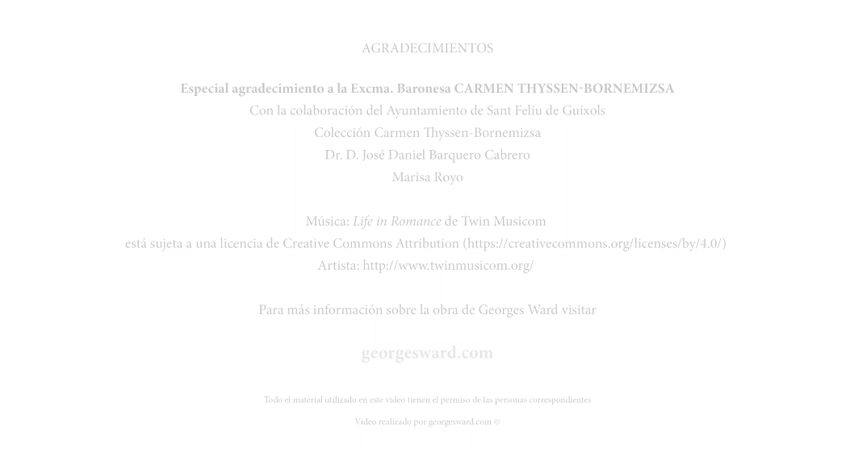 AGRADECIMIENTOS
Especial agradecimiento a la Excma. Baronesa CARMEN THYSSEN-BORNEMIZSA
Con la colaboración del Ayuntamiento de Sant Feliu de Guíxols
Colección Carmen Thyssen-Bornemizsa
Dr. D. José Daniel Barquero Cabrero
Marisa Royo
Música: Life in Romance de Twin Musicom
está sujeta a una licencia de Creative Commons Attribution (https://creativecommons.org/licenses/by/4.0/)
Artista: http://www.twinmusicom.org/
Para más información sobre la obra de Georges Ward visitar
georgesward.com
Todo el material utilizado en este video tienen el permiso de las personas correspondientes
Video realizado por georgesward.com ©